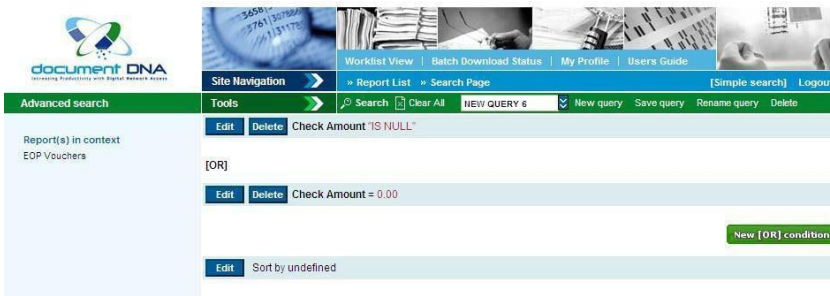 document DNA
Increasing Productivity with Digital Network Access
Worklist View | Batch Download Status | My Profile | Users Guide
Site Navigation » Report List » Search Page [Simple search] Logou
Advanced search Tools Search Clear All NEW QUERY 6 New query Save query Rename query Delete
Edit Delete Check Amount "IS NULL"
Report(s) in context
EOP Vouchers
[OR]
Edit Delete Check Amount = 0.00
New [OR] condition
Edit Sort by undefined